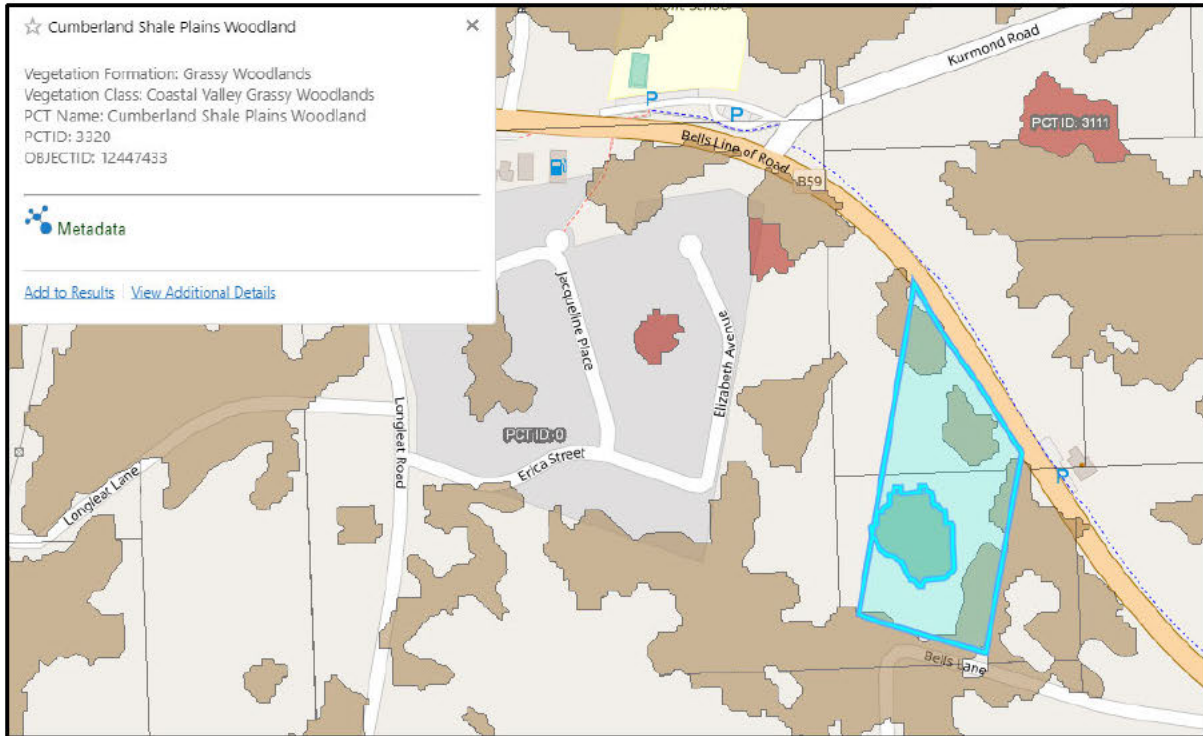 Cumberland Shale Plains Woodland
Vegetation Formation: Grassy Woodlands
Vegetation Class: Coastal Valley Grassy Woodlands
PCT Name: Cumberland Shale Plains Woodland
PCTID: 3320
OBJECTID: 12447433
Metadata
Add to Results
View Additional Details
Public School
P
P
Kurmond Road
Bells Line of Road
B59
PCT ID: 3111
Jacqueline Place
Elizabeth Avenue
Longleat Road
PCT ID: 0
Erica Street
Longleat Lane
P
Bells Lane